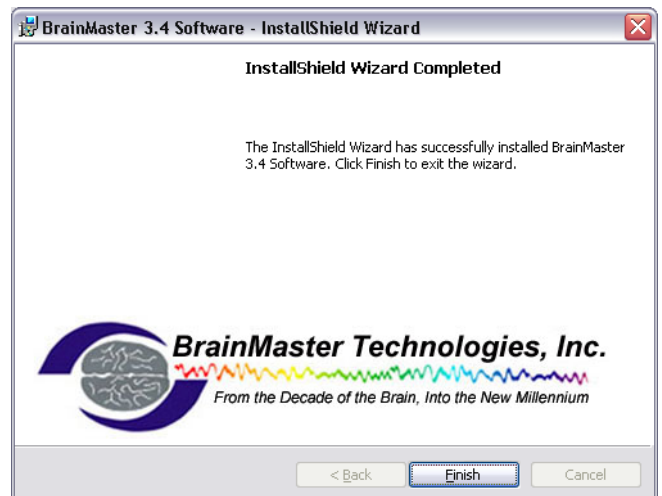 BrainMaster 3.4 Software - InstallShield Wizard
InstallShield Wizard Completed
The InstallShield Wizard has successfully installed BrainMaster
3.4 Software. Click Finish to exit the wizard.
BrainMaster Technologies, Inc.
From the Decade of the Brain, Into the New Millennium
< Back
Finish
Cancel